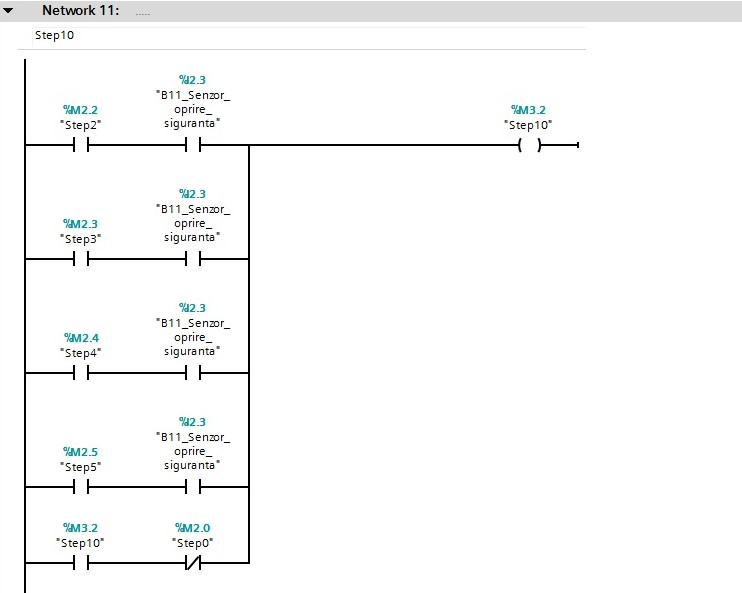 Network 11: .....
Step10
%I2.3
"B11_Senzor_
%M2.2
oprire_
%M3.2
"Step2"
siguranta"
"Step10"
%I2.3
"B11_Senzor_
%M2.3
oprire_
"Step3"
siguranta"
%I2.3
"B11_Senzor_
%M2.4
oprire_
"Step4"
siguranta"
%I2.3
"B11_Senzor_
%M2.5
oprire_
"Step5"
siguranta"
%M3.2
%M2.0
"Step10"
"Step0"